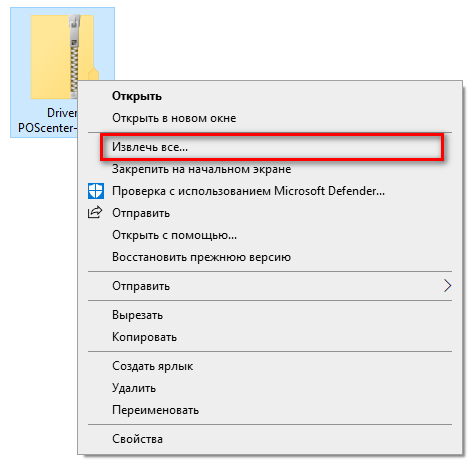 Driver
POScenter-
Открыть
Открыть в новом окне
Извлечь все...
Закрепить на начальном экране
Проверка с использованием Microsoft Defender...
Отправить
Открыть с помощью...
Восстановить прежнюю версию
Отправить
Вырезать
Копировать
Создать ярлык
Удалить
Переименовать
Свойства